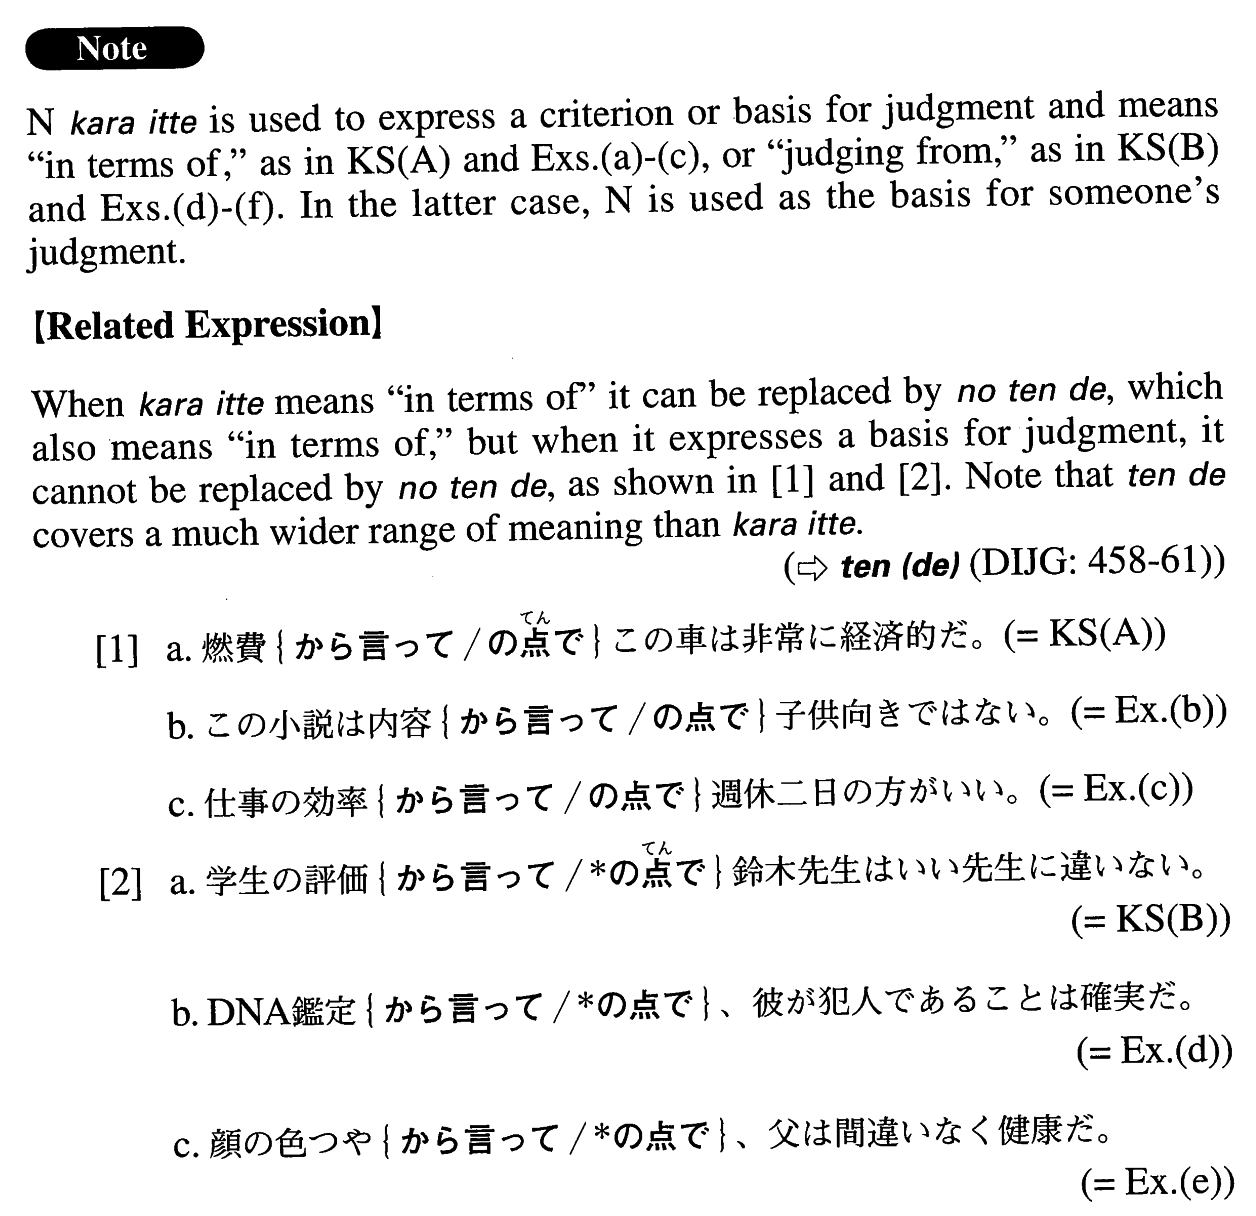 Note
N kara itte is used to express a criterion or basis for judgment and means
“in terms of,” as in KS(A) and Exs.(a)-(c), or “judging from,” as in KS(B)
and Exs.(d)-(f). In the latter case, N is used as the basis for someone’s
judgment.
【Related Expression】
When kara itte means “in terms of” it can be replaced by no ten de, which
also means “in terms of,” but when it expresses a basis for judgment, it
cannot be replaced by no ten de, as shown in [1] and [2]. Note that ten de
covers a much wider range of meaning than kara itte.
(⇨ ten (de) (DIJG: 458-61))
てん
[1] a. 燃費{から言って/の点で}この車は非常に経済的だ。(= KS(A))
b. この小説は内容{から言って/の点で}子供向きではない。(= Ex.(b))
c. 仕事の効率{から言って/の点で}週休二日の方がいい。(= Ex.(c))
てん
[2] a. 学生の評価{から言って/*の点で}鈴木先生はいい先生に違いない。
(= KS(B))
b. DNA鑑定{から言って/*の点で}、彼が犯人であることは確実だ。
(= Ex.(d))
c. 顔の色つや{から言って/*の点で}、父は間違いなく健康だ。
(= Ex.(e))